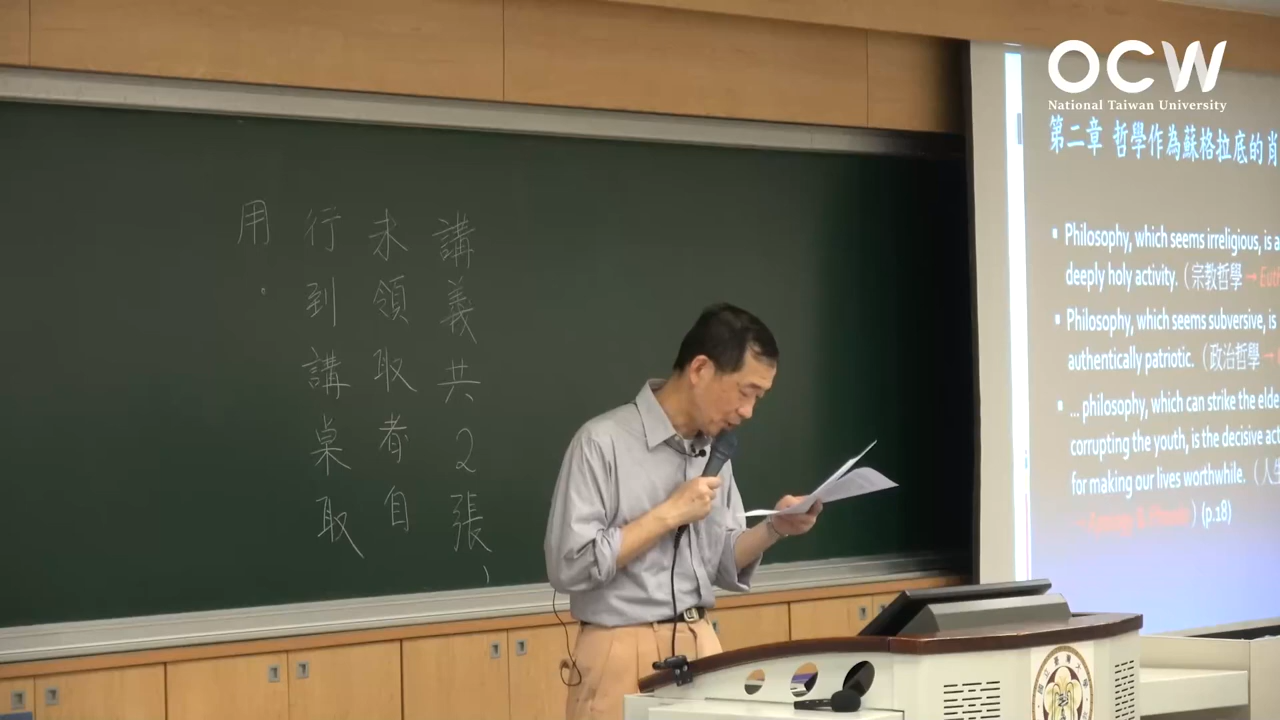 講義共2張，
未領取者自
行到講桌取
用。
OCW
National Taiwan University
第二章 哲學作為蘇格拉底的肖
▪ Philosophy, which seems irreligious, is a
deeply holy activity.（宗教哲學 →
▪ Philosophy, which seems subversive, is
authentically patriotic.（政治哲學 →
▪ ... philosophy, which can strike the elde
corrupting the youth, is the decisive act
for making our lives worthwhile.（人生
→ ）(p.18)